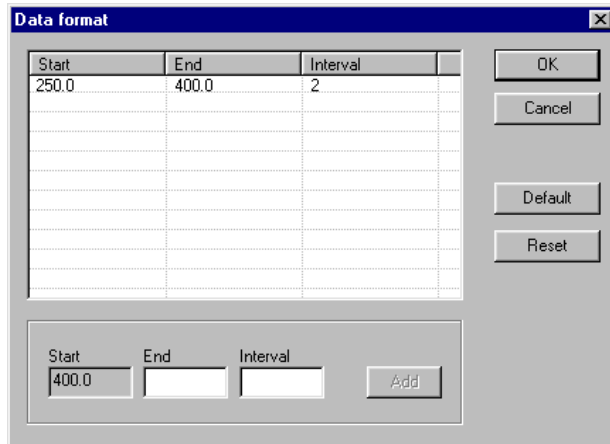 Data format
Start End Interval
250.0 400.0 2
OK
Cancel
Default
Reset
Start End Interval
400.0
Add